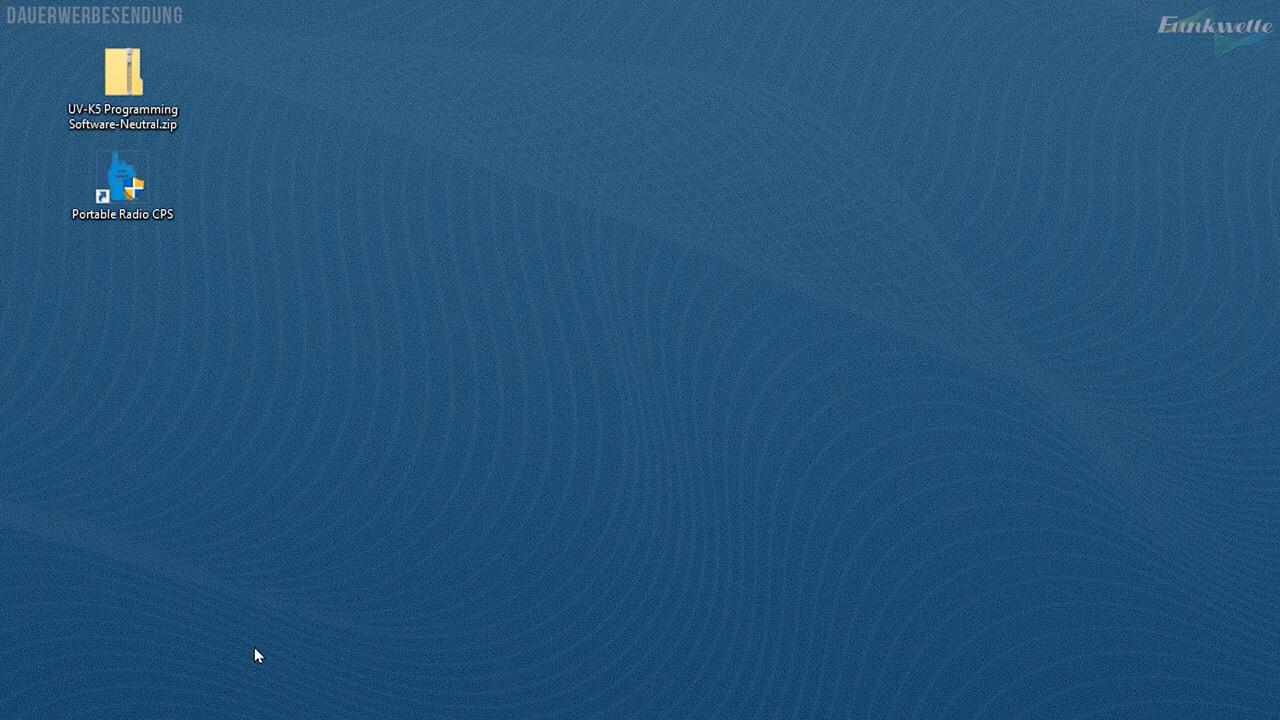 DAUERWERBESENDUNG
Funkwelle
UV-K5 Programming
Software-Neutral.zip
Portable Radio CPS